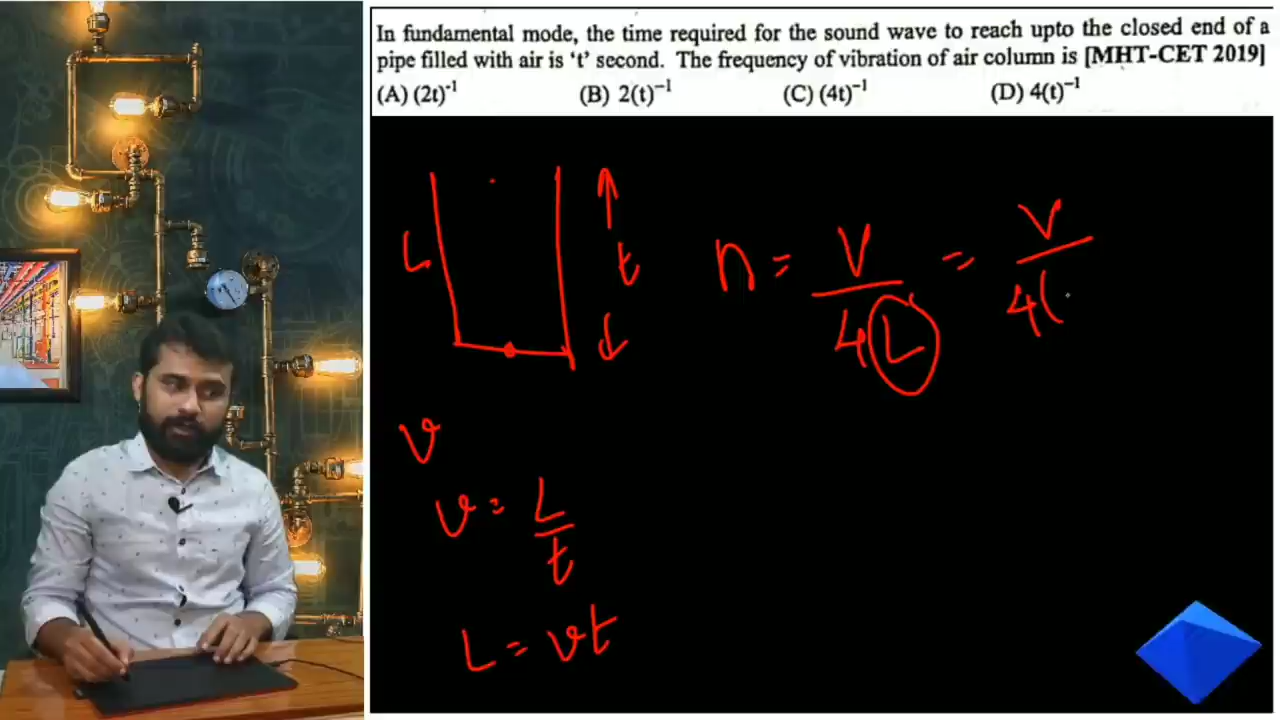 In fundamental mode, the time required for the sound wave to reach upto the closed end of a
pipe filled with air is ‘t’ second. The frequency of vibration of air column is [MHT-CET 2019]
(A) (2t)⁻¹ (B) 2(t)⁻¹ (C) (4t)⁻¹ (D) 4(t)⁻¹
L t n = V / 4L = V / 4(
v
v = L / t
L = vt